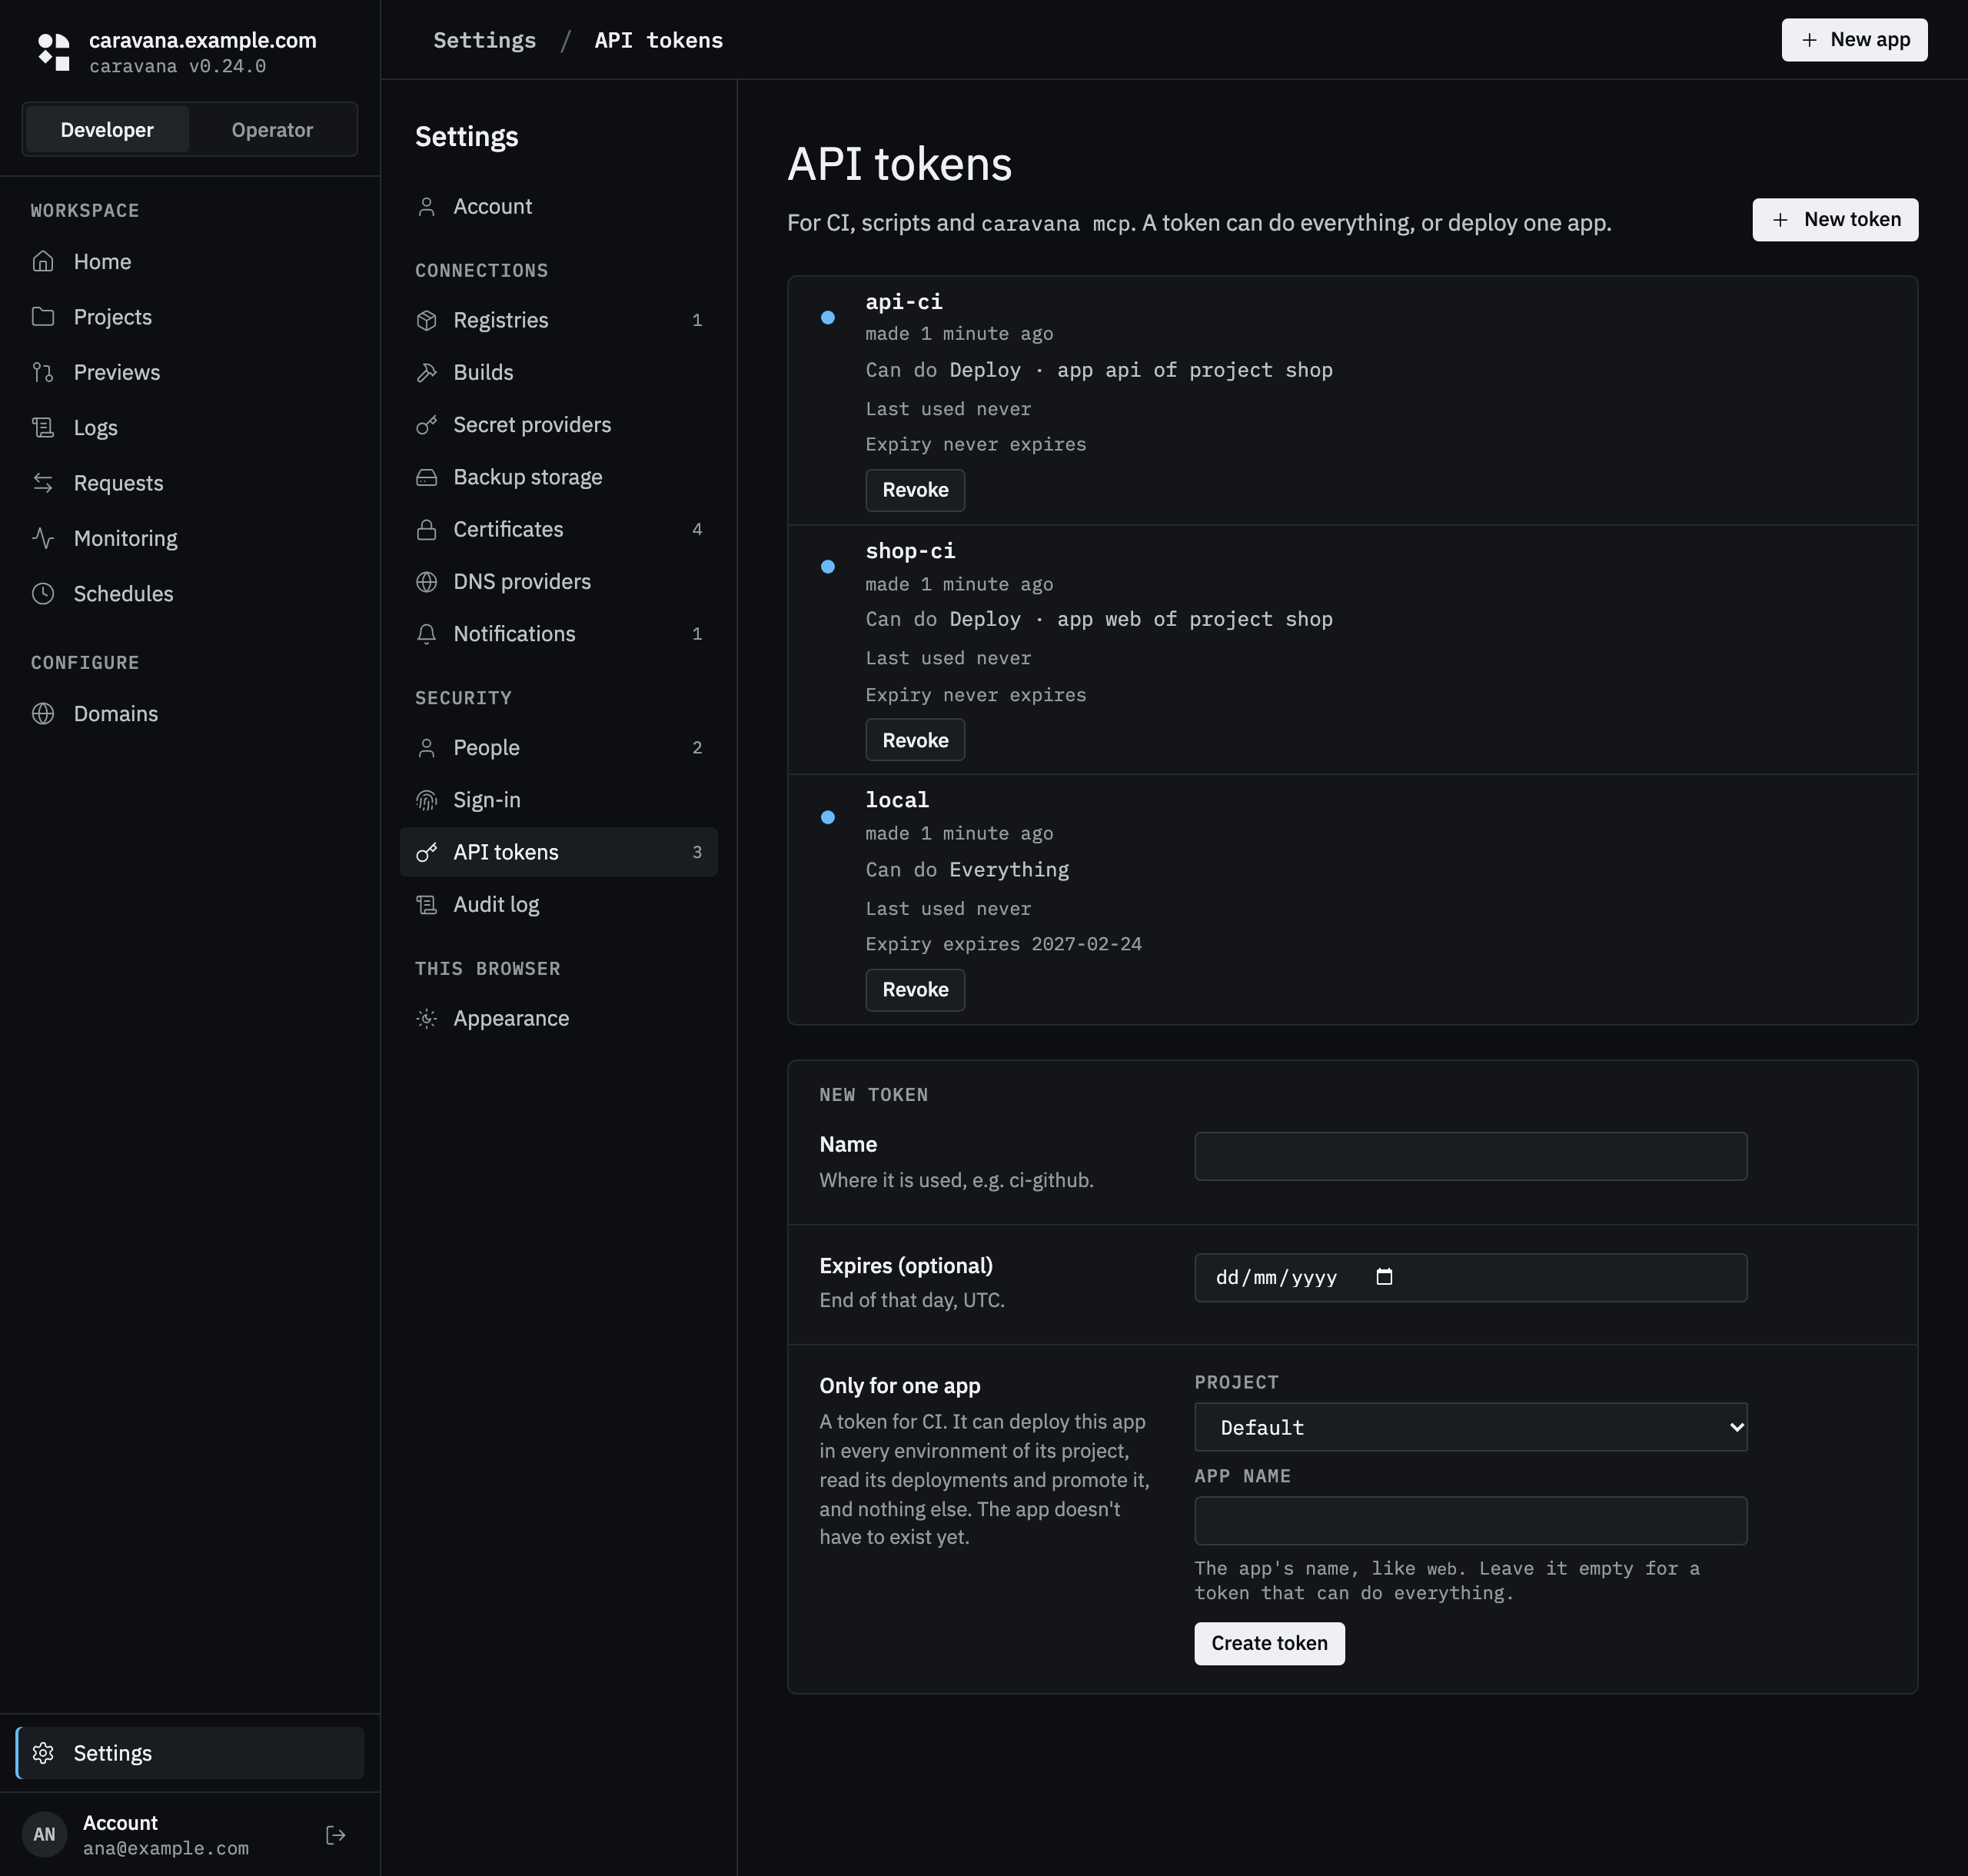 caravana.example.com
caravana v0.24.0
Developer
Operator
WORKSPACE
Home
Projects
Previews
Logs
Requests
Monitoring
Schedules
CONFIGURE
Domains
Settings
AN
Account
ana@example.com
Settings / API tokens
+ New app
Settings
Account
CONNECTIONS
Registries 1
Builds
Secret providers
Backup storage
Certificates 4
DNS providers
Notifications 1
SECURITY
People 2
Sign-in
API tokens 3
Audit log
THIS BROWSER
Appearance
API tokens
For CI, scripts and caravana mcp. A token can do everything, or deploy one app.
+ New token
api-ci
made 1 minute ago
Can do Deploy · app api of project shop
Last used never
Expiry never expires
Revoke
shop-ci
made 1 minute ago
Can do Deploy · app web of project shop
Last used never
Expiry never expires
Revoke
local
made 1 minute ago
Can do Everything
Last used never
Expiry expires 2027-02-24
Revoke
NEW TOKEN
Name
Where it is used, e.g. ci-github.
Expires (optional)
End of that day, UTC.
dd/mm/yyyy
Only for one app
A token for CI. It can deploy this app
in every environment of its project,
read its deployments and promote it,
and nothing else. The app doesn't
have to exist yet.
PROJECT
Default
APP NAME
The app's name, like web. Leave it empty for a
token that can do everything.
Create token